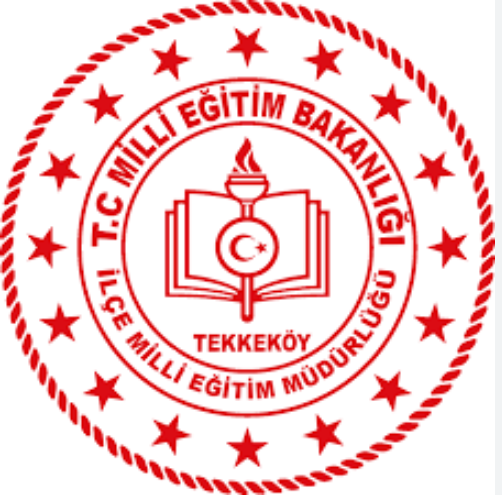 T.C MİLLİ EĞİTİM BAKANLIĞI
TEKKEKÖY
İLÇE MİLLİ EĞİTİM MÜDÜRLÜĞÜ